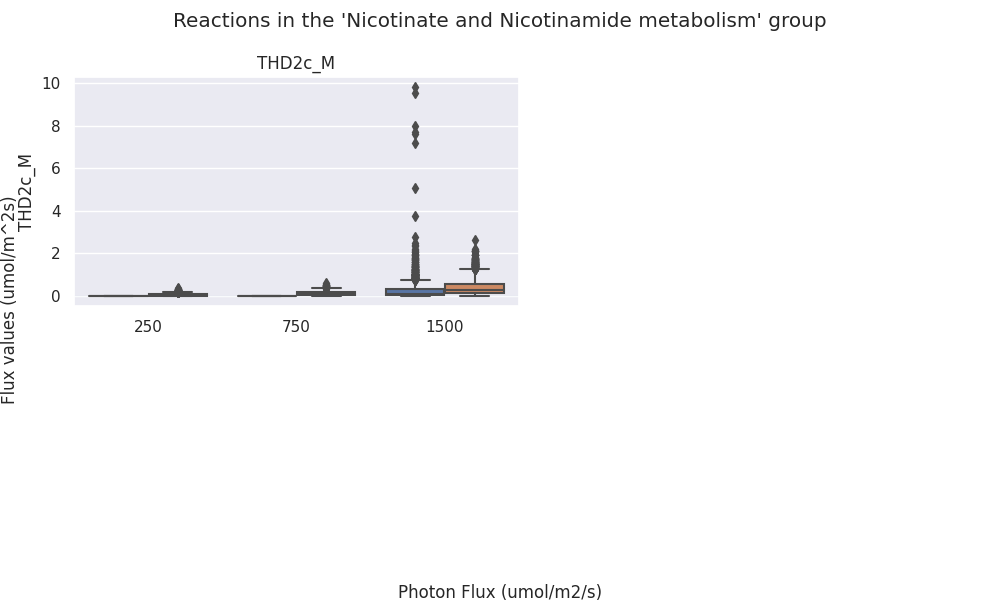 Reactions in the 'Nicotinate and Nicotinamide metabolism' group
THD2c_M
10
8
6
4
2
0
THD2c_M
Flux values (umol/m^2s)
250 750 1500
Photon Flux (umol/m2/s)